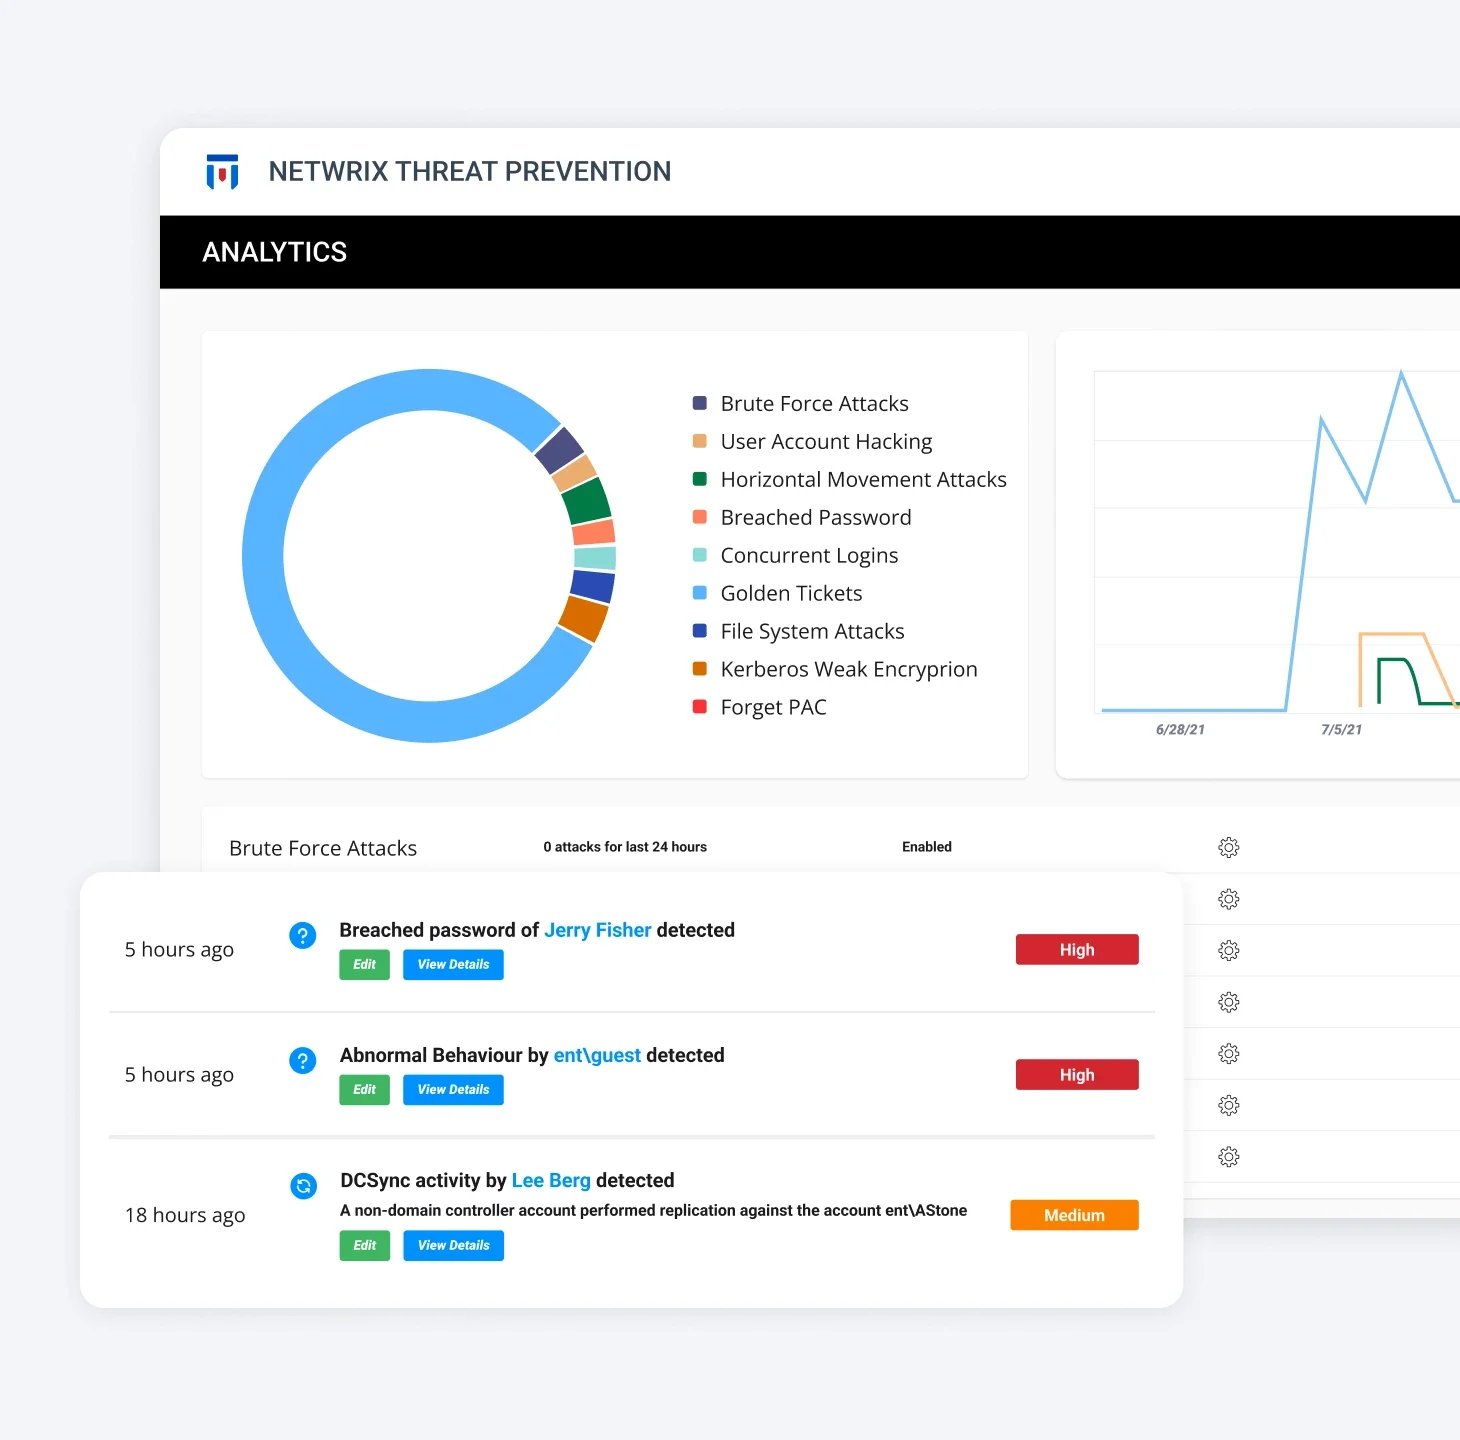 NETWRIX THREAT PREVENTION
ANALYTICS
Brute Force Attacks
User Account Hacking
Horizontal Movement Attacks
Breached Password
Concurrent Logins
Golden Tickets
File System Attacks
Kerberos Weak Encryprion
Forget PAC
6/28/21
7/5/21
Brute Force Attacks 0 attacks for last 24 hours Enabled
5 hours ago
Breached password of Jerry Fisher detected
Edit View Details
High
5 hours ago
Abnormal Behaviour by ent\guest detected
Edit View Details
High
18 hours ago
DCSync activity by Lee Berg detected
A non-domain controller account performed replication against the account ent\AStone
Edit View Details
Medium